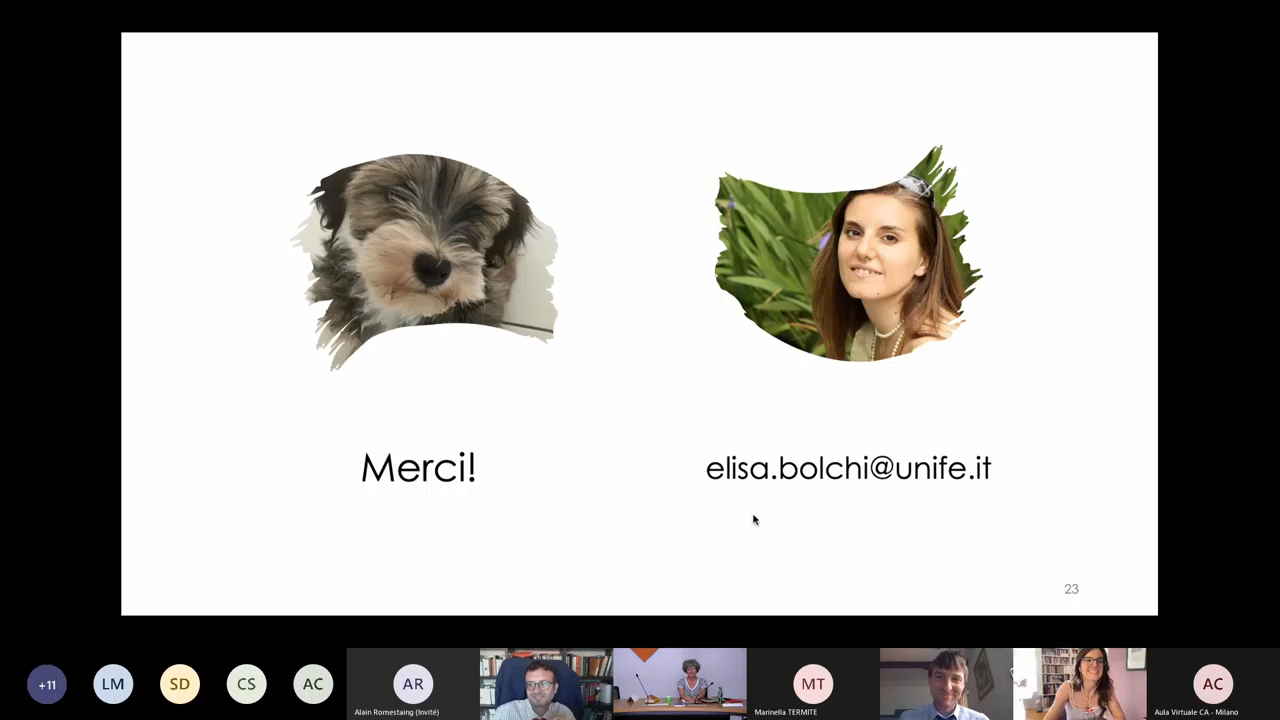 Merci!
elisa.bolchi@unife.it
23
+11
LM
SD
CS
AC
AR
MT
AC
Alain Romestaing (Invité)
Marinella TERMITE
Aula Virtuale CA - Milano